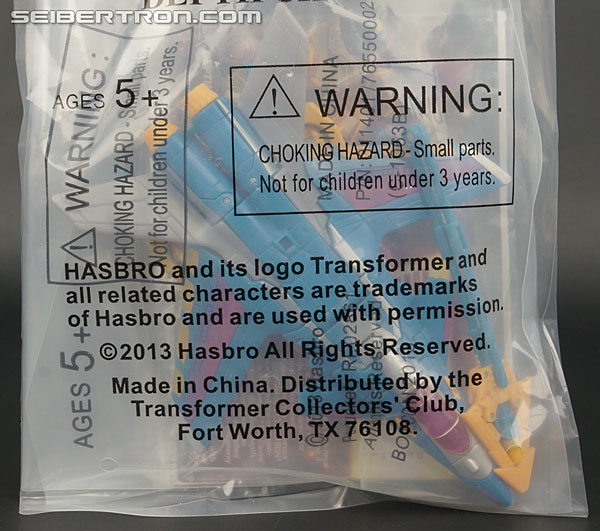 SEIBERTRON.COM
AGES 5+
WARNING:
CHOKING HAZARD - Small parts.
Not for children under 3 years.
WARNING:
CHOKING HAZARD - Small parts.
Not for children under 3 years.
HASBRO and its logo Transformer and
all related characters are trademarks
of Hasbro and are used with permission.
©2013 Hasbro All Rights Reserved.
Made in China. Distributed by the
Transformer Collectors' Club,
Fort Worth, TX 76108.
AGES 5+